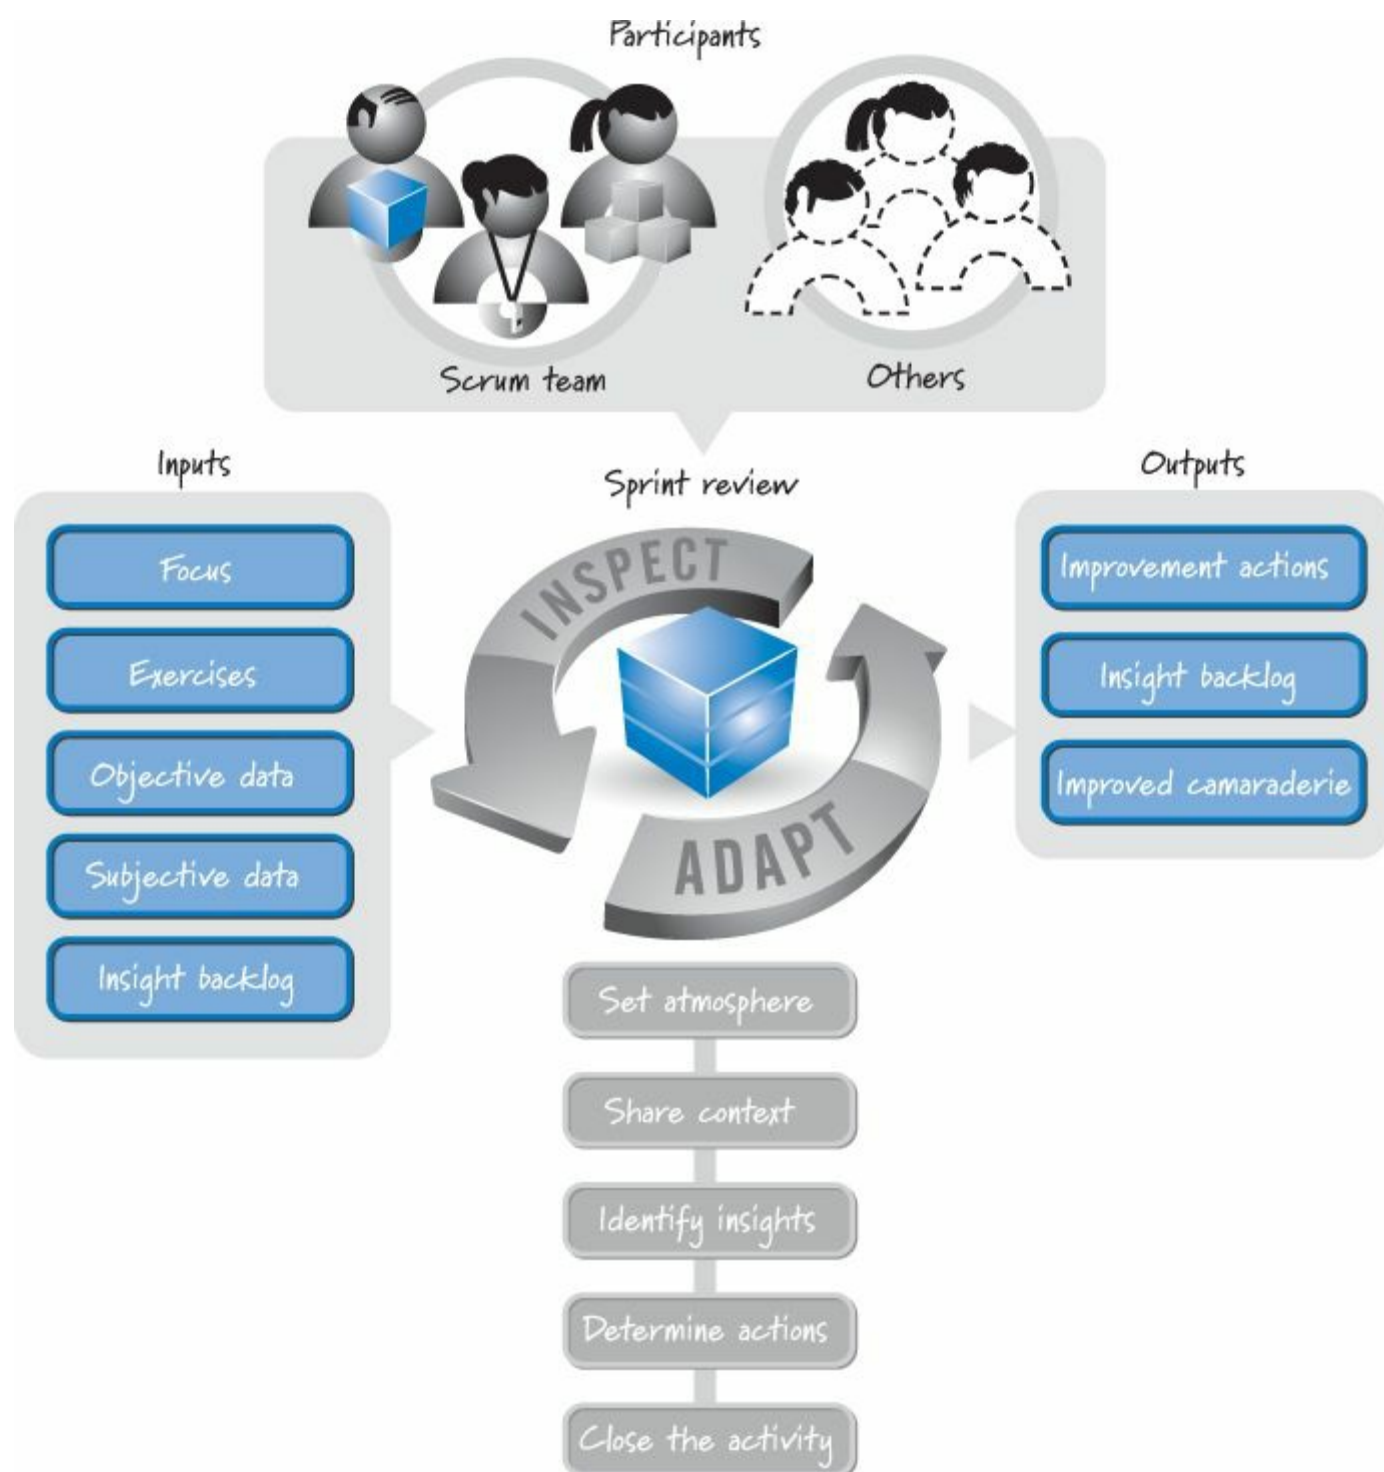 Participants
Scrum team
Others
Inputs
Focus
Exercises
Objective data
Subjective data
Insight backlog
Sprint review
INSPECT
ADAPT
Set atmosphere
Share context
Identify insights
Determine actions
Close the activity
Outputs
Improvement actions
Insight backlog
Improved camaraderie